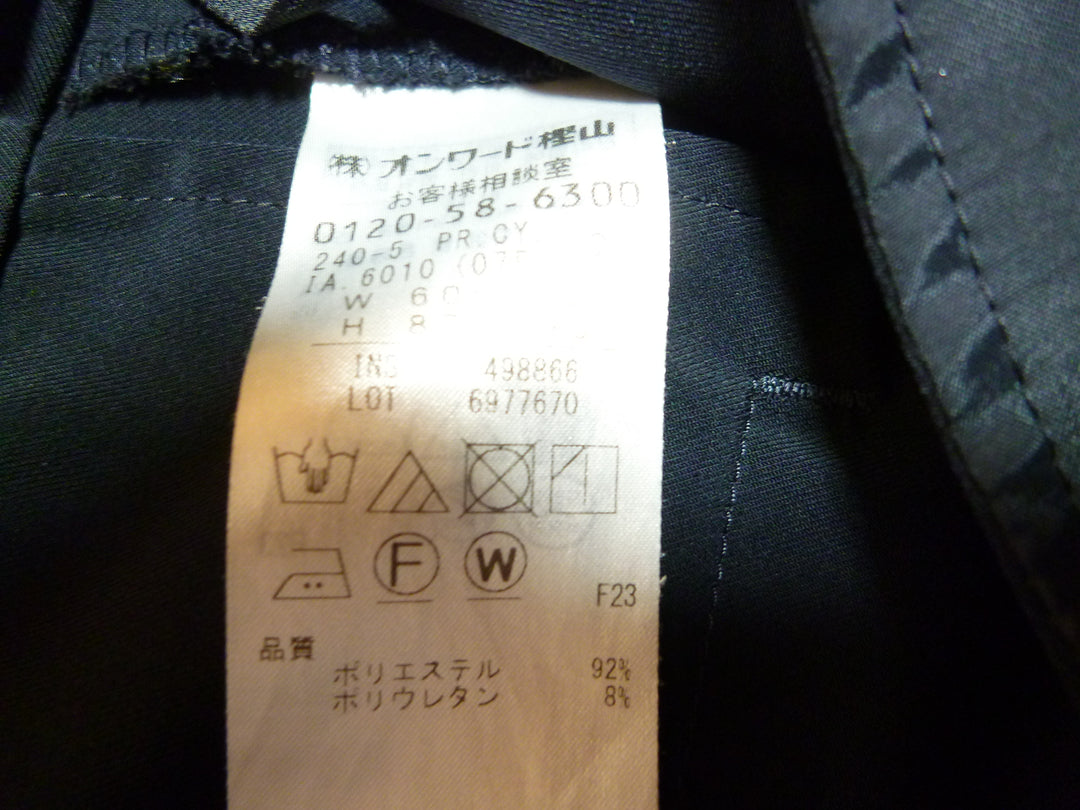 (株)オンワード樫山
お客様相談室
0120-58-6300
240-5 PR.CY
IA.6010
W
H
INS 498866
LOT 6977670
F
W
F23
品質
ポリエステル 92%
ポリウレタン 8%